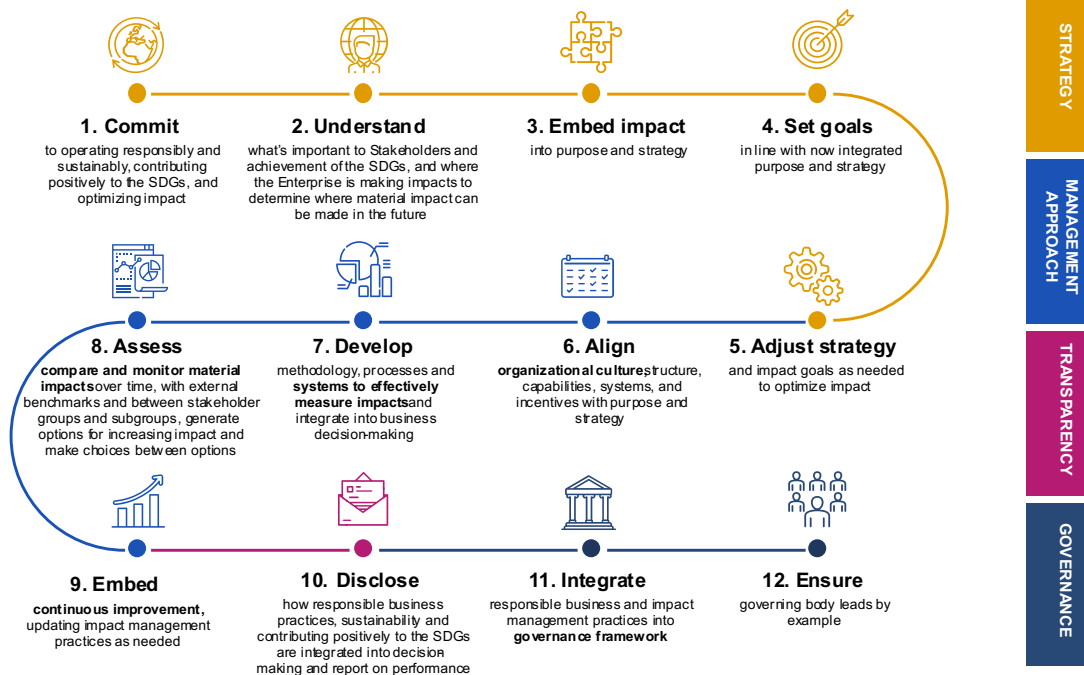 1. Commit
to operating responsibly and
sustainably, contributing
positively to the SDGs, and
optimizing impact
2. Understand
what's important to Stakeholders and
achievement of the SDGs, and where
the Enterprise is making impacts to
determine where material impact can
be made in the future
3. Embed impact
into purpose and strategy
4. Set goals
in line with now integrated
purpose and strategy
STRATEGY
8. Assess
compare and monitor material
impacts over time, with external
benchmarks and between stakeholder
groups and subgroups, generate
options for increasing impact and
make choices between options
7. Develop
methodology, processes and
systems to effectively
measure impacts and
integrate into business
decision-making
6. Align
organizational culture structure,
capabilities, systems, and
incentives with purpose and
strategy
5. Adjust strategy
and impact goals as needed
to optimize impact
MANAGEMENT
APPROACH
TRANSPARENCY
9. Embed
continuous improvement,
updating impact management
practices as needed
10. Disclose
how responsible business
practices, sustainability and
contributing positively to the SDGs
are integrated into decision-
making and report on performance
11. Integrate
responsible business and impact
management practices into
governance framework
12. Ensure
governing body leads by
example
GOVERNANCE